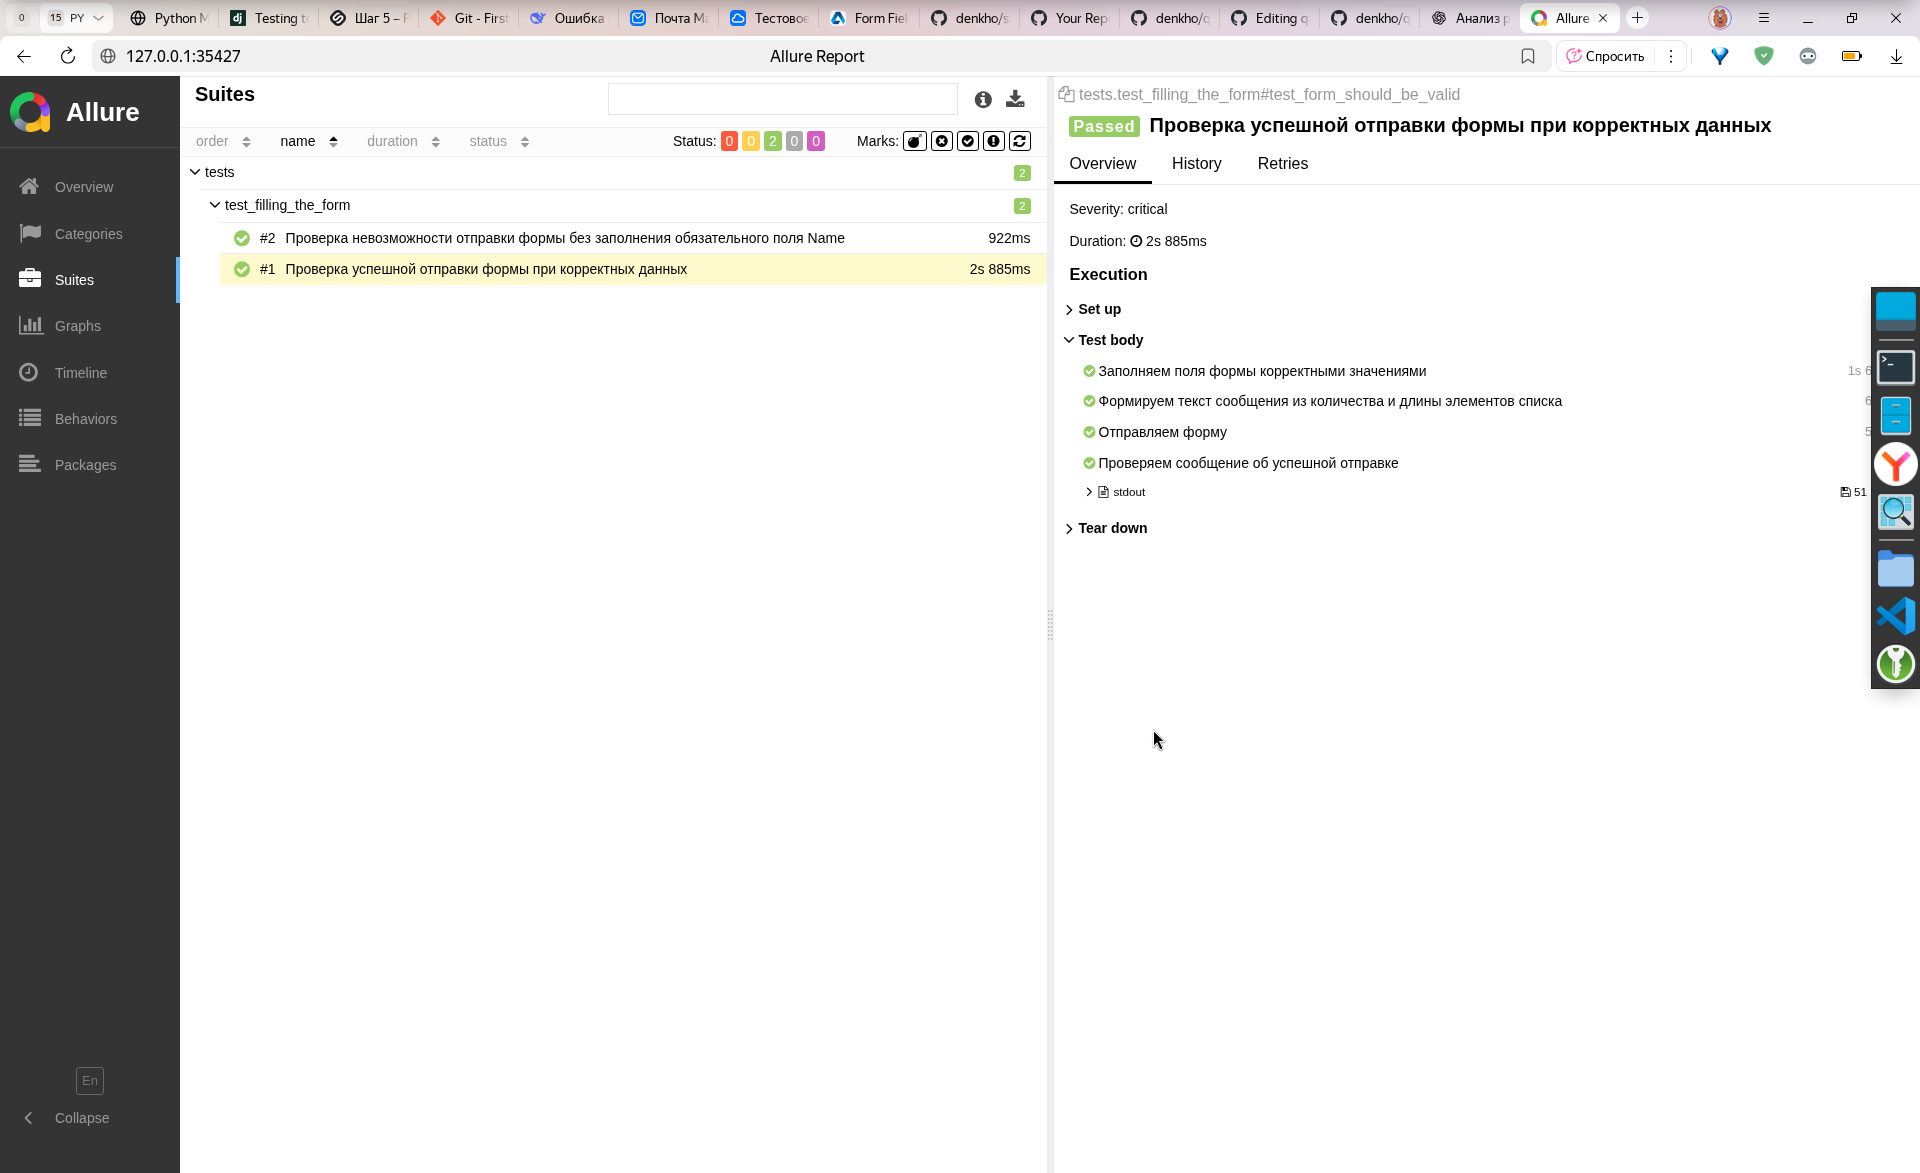 0 15 PY Python M Testing t Шаг 5 – F Git - First Ошибка Почта Ma Тестовое Form Fiel denkho/s Your Rep denkho/q Editing q denkho/q Анализ р Allure
127.0.0.1:35427 Allure Report Спросить
Allure
Overview
Categories
Suites
Graphs
Timeline
Behaviors
Packages
En
Collapse
Suites
order name duration status Status: 0 0 2 0 0 Marks:
tests 2
test_filling_the_form 2
#2 Проверка невозможности отправки формы без заполнения обязательного поля Name 922ms
#1 Проверка успешной отправки формы при корректных данных 2s 885ms
tests.test_filling_the_form#test_form_should_be_valid
Passed Проверка успешной отправки формы при корректных данных
Overview History Retries
Severity: critical
Duration: 2s 885ms
Execution
Set up
Test body
Заполняем поля формы корректными значениями 1s 6
Формируем текст сообщения из количества и длины элементов списка 6
Отправляем форму 5
Проверяем сообщение об успешной отправке
stdout 51
Tear down